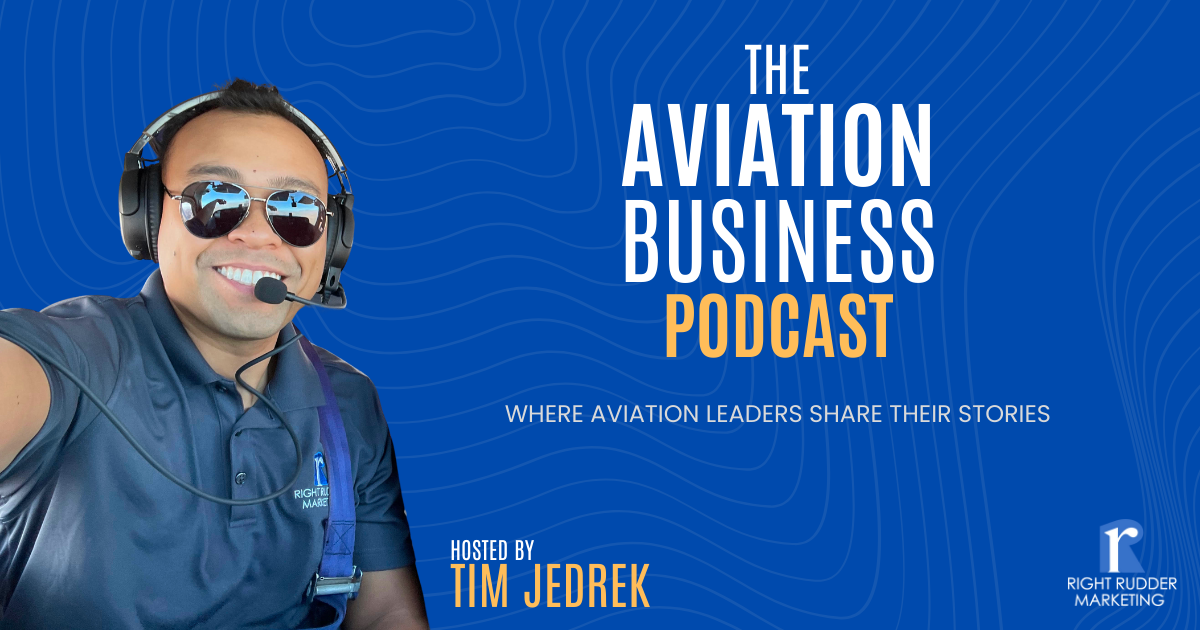 THE
AVIATION
BUSINESS
PODCAST
WHERE AVIATION LEADERS SHARE THEIR STORIES
HOSTED BY
TIM JEDREK
RIGHT RUDDER
MARKETING